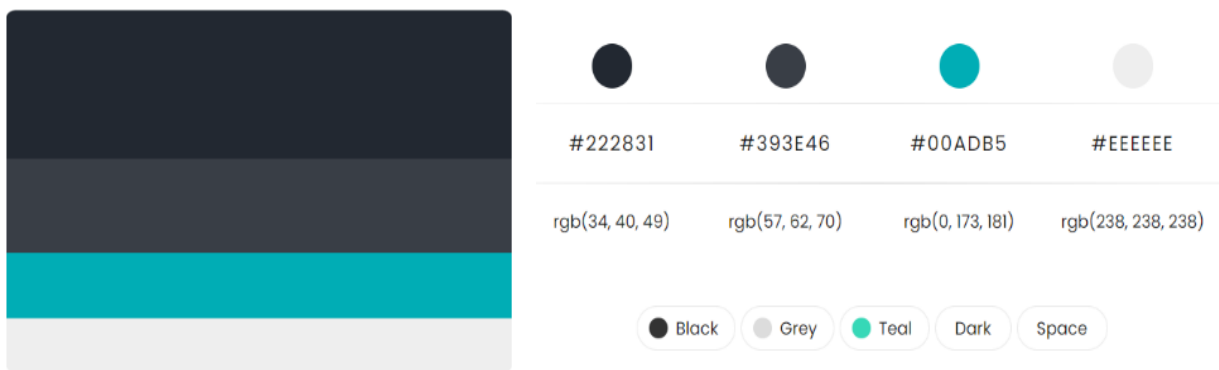 #222831 #393E46 #00ADB5 #EEEEEE
rgb(34, 40, 49) rgb(57, 62, 70) rgb(0, 173, 181) rgb(238, 238, 238)
Black Grey Teal Dark Space